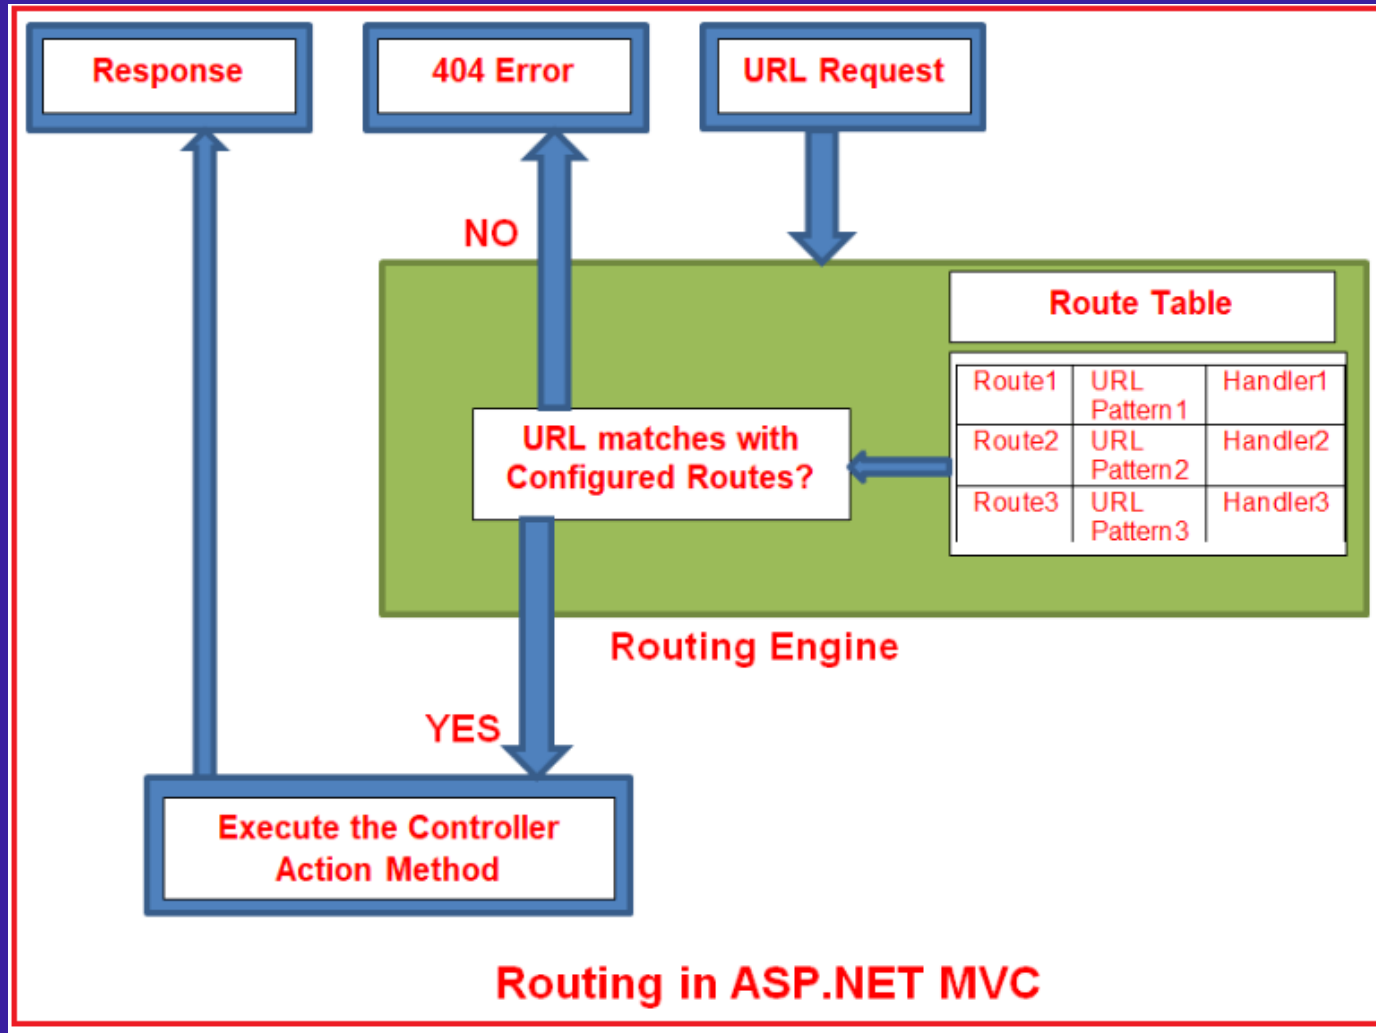 Response
404 Error
URL Request
NO
Route Table
Route1 URL Handler1
Pattern1
Route2 URL Handler2
Pattern2
Route3 URL Handler3
Pattern3
URL matches with
Configured Routes?
Routing Engine
YES
Execute the Controller
Action Method
Routing in ASP.NET MVC